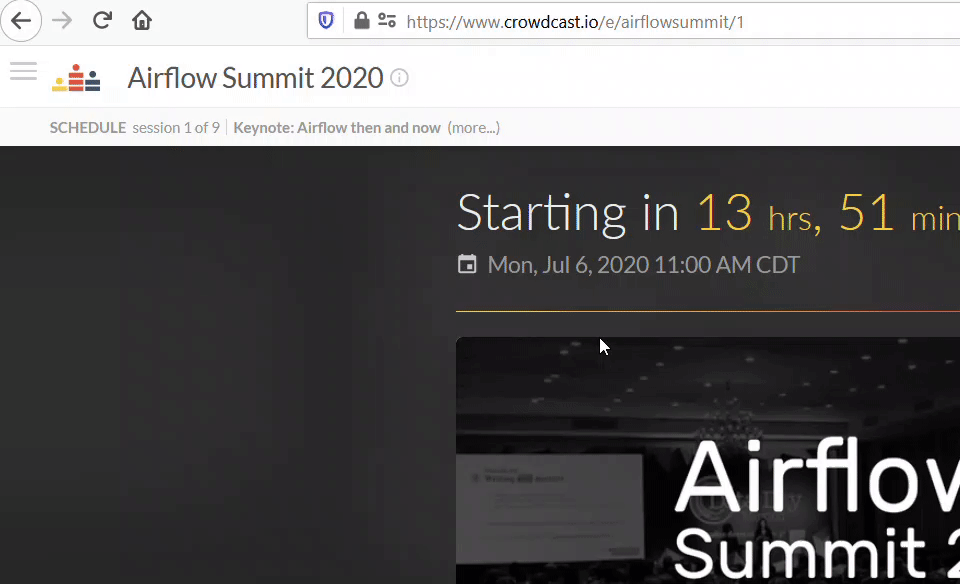 https://www.crowdcast.io/e/airflowsummit/1
Airflow Summit 2020
SCHEDULE session 1 of 9 Keynote: Airflow then and now (more...)
Starting in 13 hrs, 51 min
Mon, Jul 6, 2020 11:00 AM CDT
Airflow
Summit 2